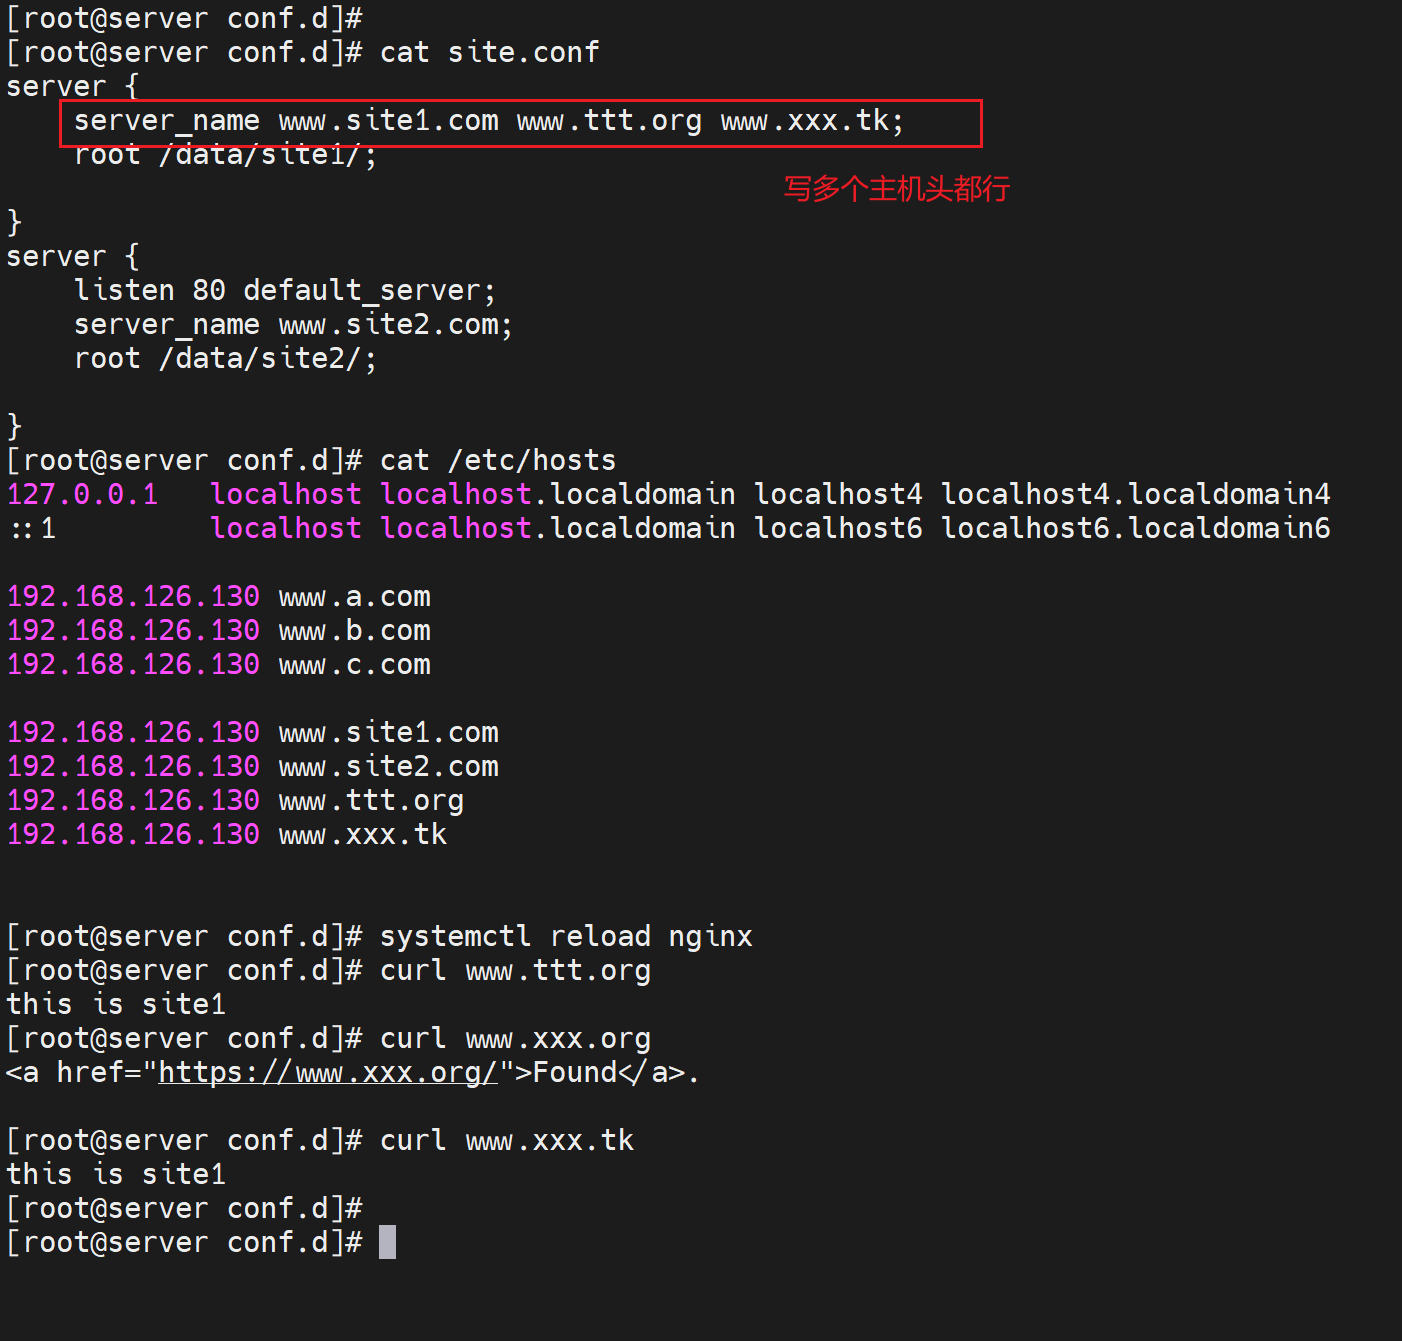 [root@server conf.d]#
[root@server conf.d]# cat site.conf
server {
    server_name www.site1.com www.ttt.org www.xxx.tk;
    root /data/site1/;
写多个主机头都行
}
server {
    listen 80 default_server;
    server_name www.site2.com;
    root /data/site2/;
}
[root@server conf.d]# cat /etc/hosts
127.0.0.1   localhost localhost.localdomain localhost4 localhost4.localdomain4
::1         localhost localhost.localdomain localhost6 localhost6.localdomain6
192.168.126.130 www.a.com
192.168.126.130 www.b.com
192.168.126.130 www.c.com
192.168.126.130 www.site1.com
192.168.126.130 www.site2.com
192.168.126.130 www.ttt.org
192.168.126.130 www.xxx.tk
[root@server conf.d]# systemctl reload nginx
[root@server conf.d]# curl www.ttt.org
this is site1
[root@server conf.d]# curl www.xxx.org
<a href="https://www.xxx.org/">Found</a>.
[root@server conf.d]# curl www.xxx.tk
this is site1
[root@server conf.d]#
[root@server conf.d]#